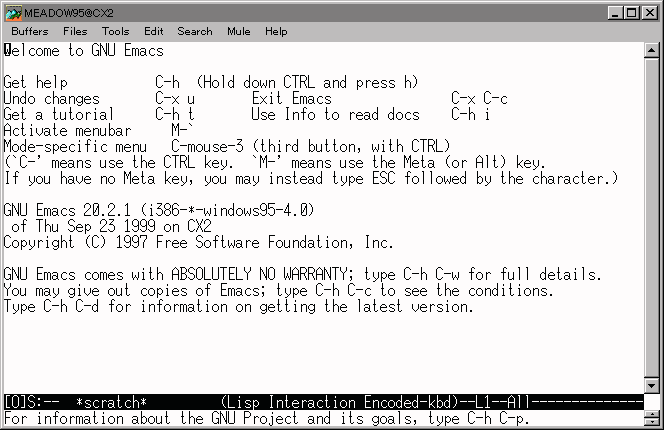 MEADOW95@CX2
Buffers Files Tools Edit Search Mule Help
Welcome to GNU Emacs
Get help C-h (Hold down CTRL and press h)
Undo changes C-x u Exit Emacs C-x C-c
Get a tutorial C-h t Use Info to read docs C-h i
Activate menubar M-`
Mode-specific menu C-mouse-3 (third button, with CTRL)
(`C-' means use the CTRL key. `M-' means use the Meta (or Alt) key.
If you have no Meta key, you may instead type ESC followed by the character.)
GNU Emacs 20.2.1 (i386-*-windows95-4.0)
of Thu Sep 23 1999 on CX2
Copyright (C) 1997 Free Software Foundation, Inc.
GNU Emacs comes with ABSOLUTELY NO WARRANTY; type C-h C-w for full details.
You may give out copies of Emacs; type C-h C-c to see the conditions.
Type C-h C-d for information on getting the latest version.
[O]S:-- *scratch* (Lisp Interaction Encoded-kbd)--L1--All--------------
For information about the GNU Project and its goals, type C-h C-p.